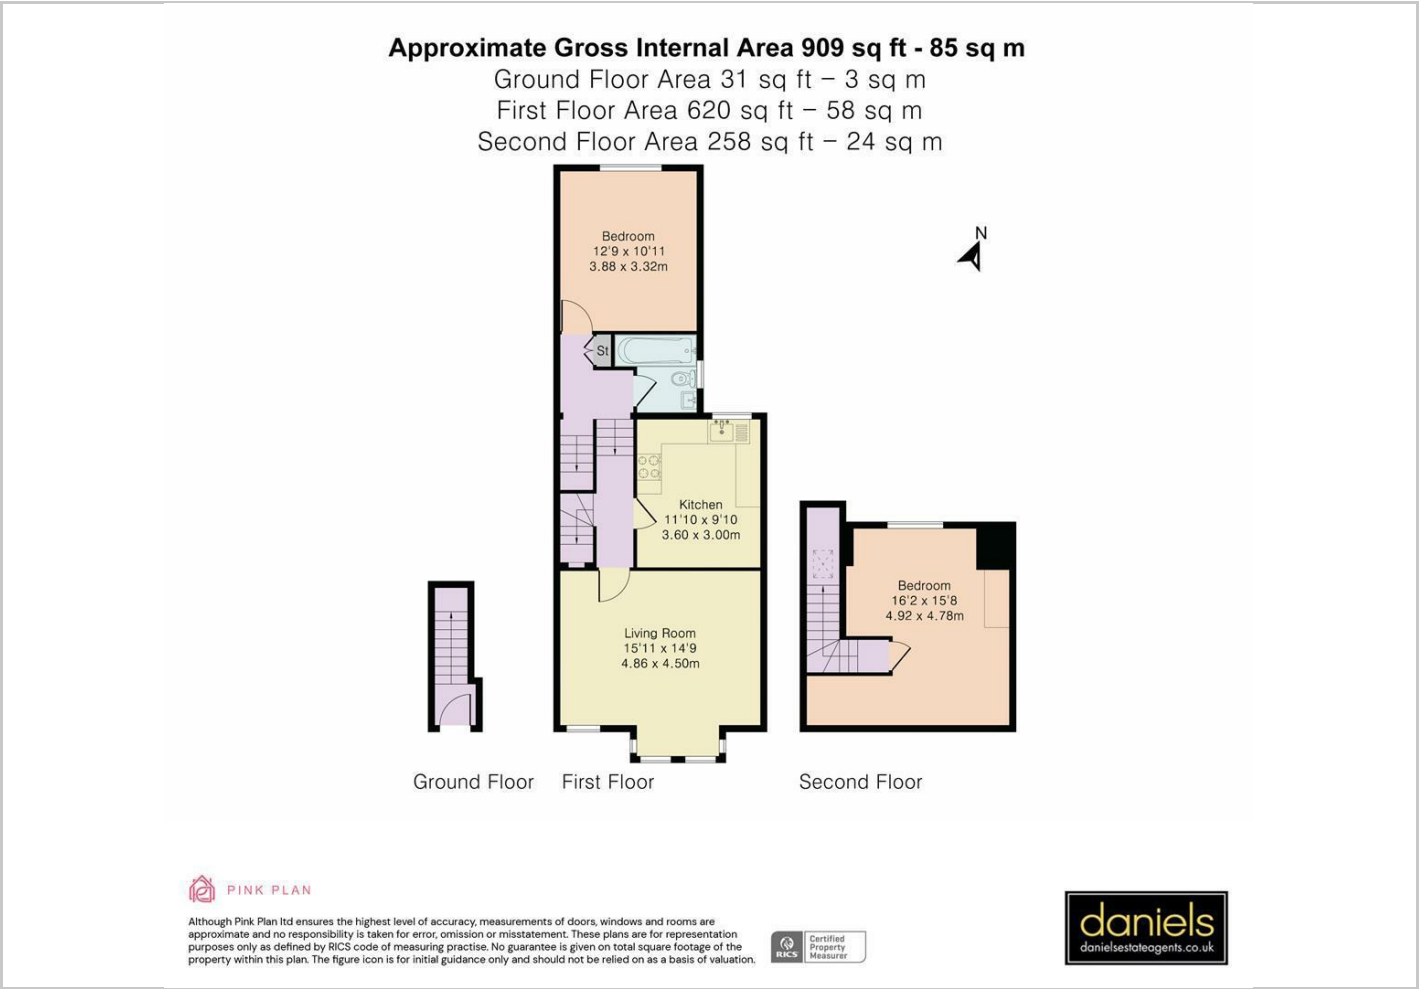 Approximate Gross Internal Area 909 sq ft - 85 sq m
Ground Floor Area 31 sq ft – 3 sq m
First Floor Area 620 sq ft – 58 sq m
Second Floor Area 258 sq ft – 24 sq m
N
Bedroom
12'9 x 10'11
3.88 x 3.32m
St
Kitchen
11'10 x 9'10
3.60 x 3.00m
Living Room
15'11 x 14'9
4.86 x 4.50m
Bedroom
16'2 x 15'8
4.92 x 4.78m
Ground Floor
First Floor
Second Floor
PINK PLAN
Although Pink Plan ltd ensures the highest level of accuracy, measurements of doors, windows and rooms are
approximate and no responsibility is taken for error, omission or misstatement. These plans are for representation
purposes only as defined by RICS code of measuring practise. No guarantee is given on total square footage of the
property within this plan. The figure icon is for initial guidance only and should not be relied on as a basis of valuation.
RICS
Certified
Property
Measurer
daniels
danielsestateagents.co.uk